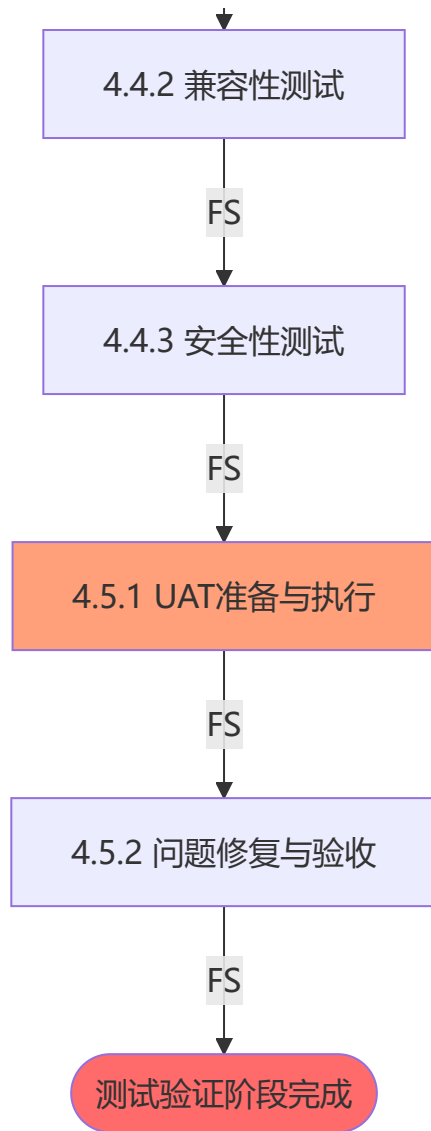 4.4.2 兼容性测试
FS
4.4.3 安全性测试
FS
4.5.1 UAT准备与执行
FS
4.5.2 问题修复与验收
FS
测试验证阶段完成